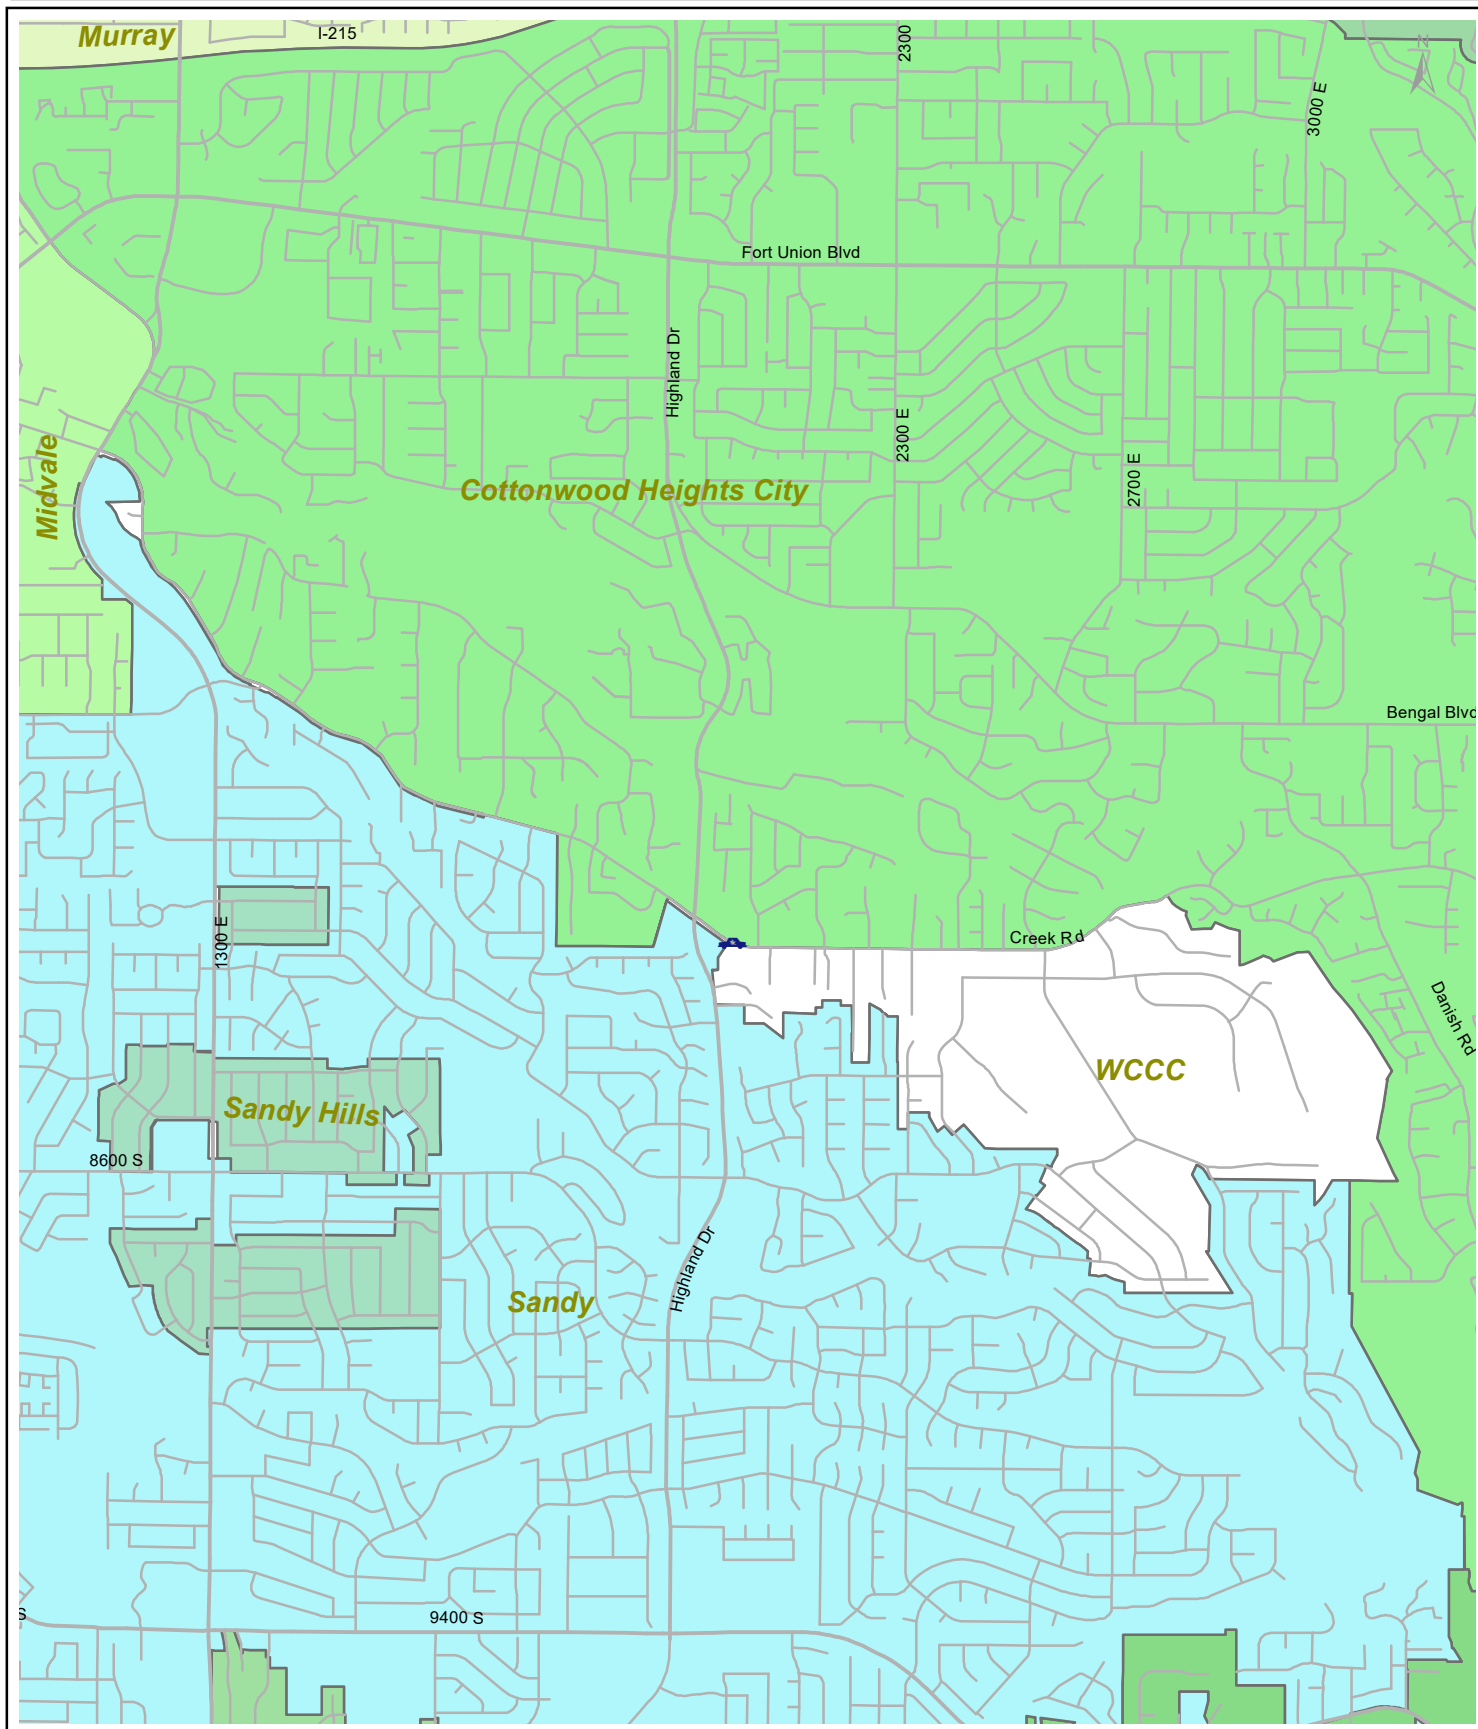 Murray
I-215
2300
N
3000 E
Fort Union Blvd
Highland Dr
2300 E
Midvale
Cottonwood Heights City
2700 E
Bengal Blvd
1300 E
Creek Rd
Danish Rd
WCCC
Sandy Hills
8600 S
Highland Dr
Sandy
S
9400 S